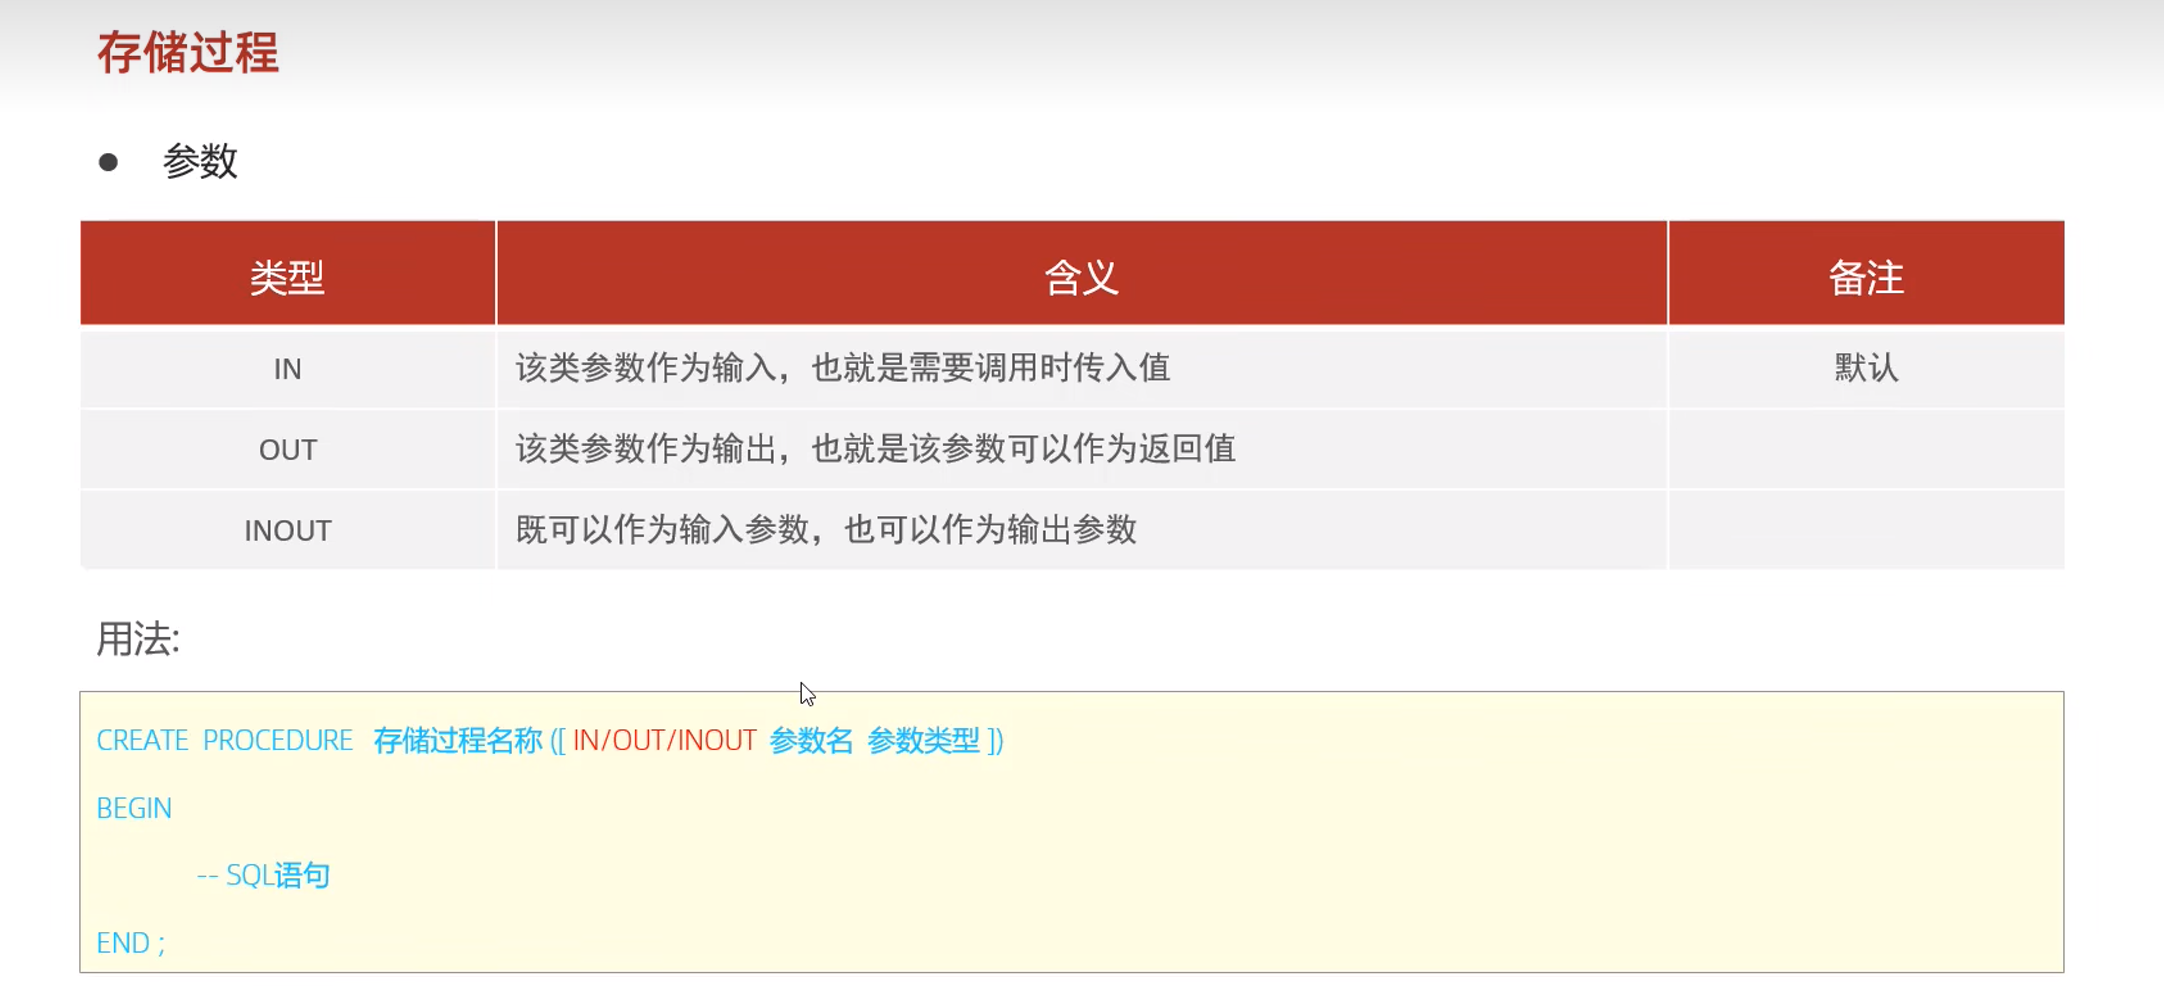 存储过程
● 参数
类型 含义 备注
IN 该类参数作为输入，也就是需要调用时传入值 默认
OUT 该类参数作为输出，也就是该参数可以作为返回值
INOUT 既可以作为输入参数，也可以作为输出参数
用法:
CREATE PROCEDURE 存储过程名称 ([ IN/OUT/INOUT 参数名 参数类型 ])
BEGIN
-- SQL语句
END ;